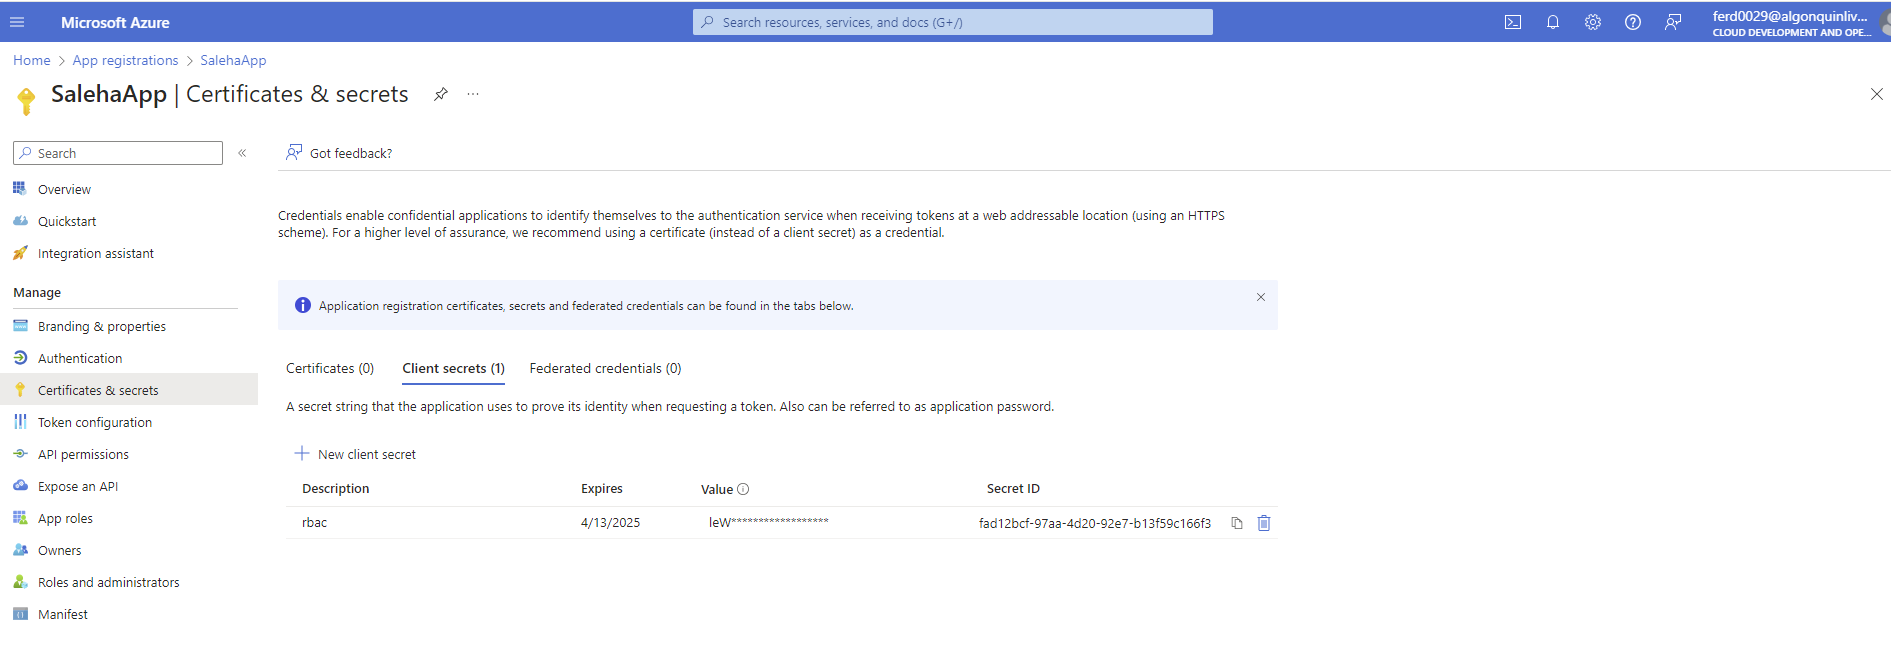 Microsoft Azure
Search resources, services, and docs (G+/)
ferd0029@algonquinliv...
CLOUD DEVELOPMENT AND OPE...
Home > App registrations > SalehaApp
SalehaApp | Certificates & secrets
Search
Got feedback?
Overview
Quickstart
Integration assistant
Manage
Branding & properties
Authentication
Certificates & secrets
Token configuration
API permissions
Expose an API
App roles
Owners
Roles and administrators
Manifest
Credentials enable confidential applications to identify themselves to the authentication service when receiving tokens at a web addressable location (using an HTTPS
scheme). For a higher level of assurance, we recommend using a certificate (instead of a client secret) as a credential.
Application registration certificates, secrets and federated credentials can be found in the tabs below.
Certificates (0) Client secrets (1) Federated credentials (0)
A secret string that the application uses to prove its identity when requesting a token. Also can be referred to as application password.
New client secret
Description Expires Value Secret ID
rbac 4/13/2025 leW****************** fad12bcf-97aa-4d20-92e7-b13f59c166f3